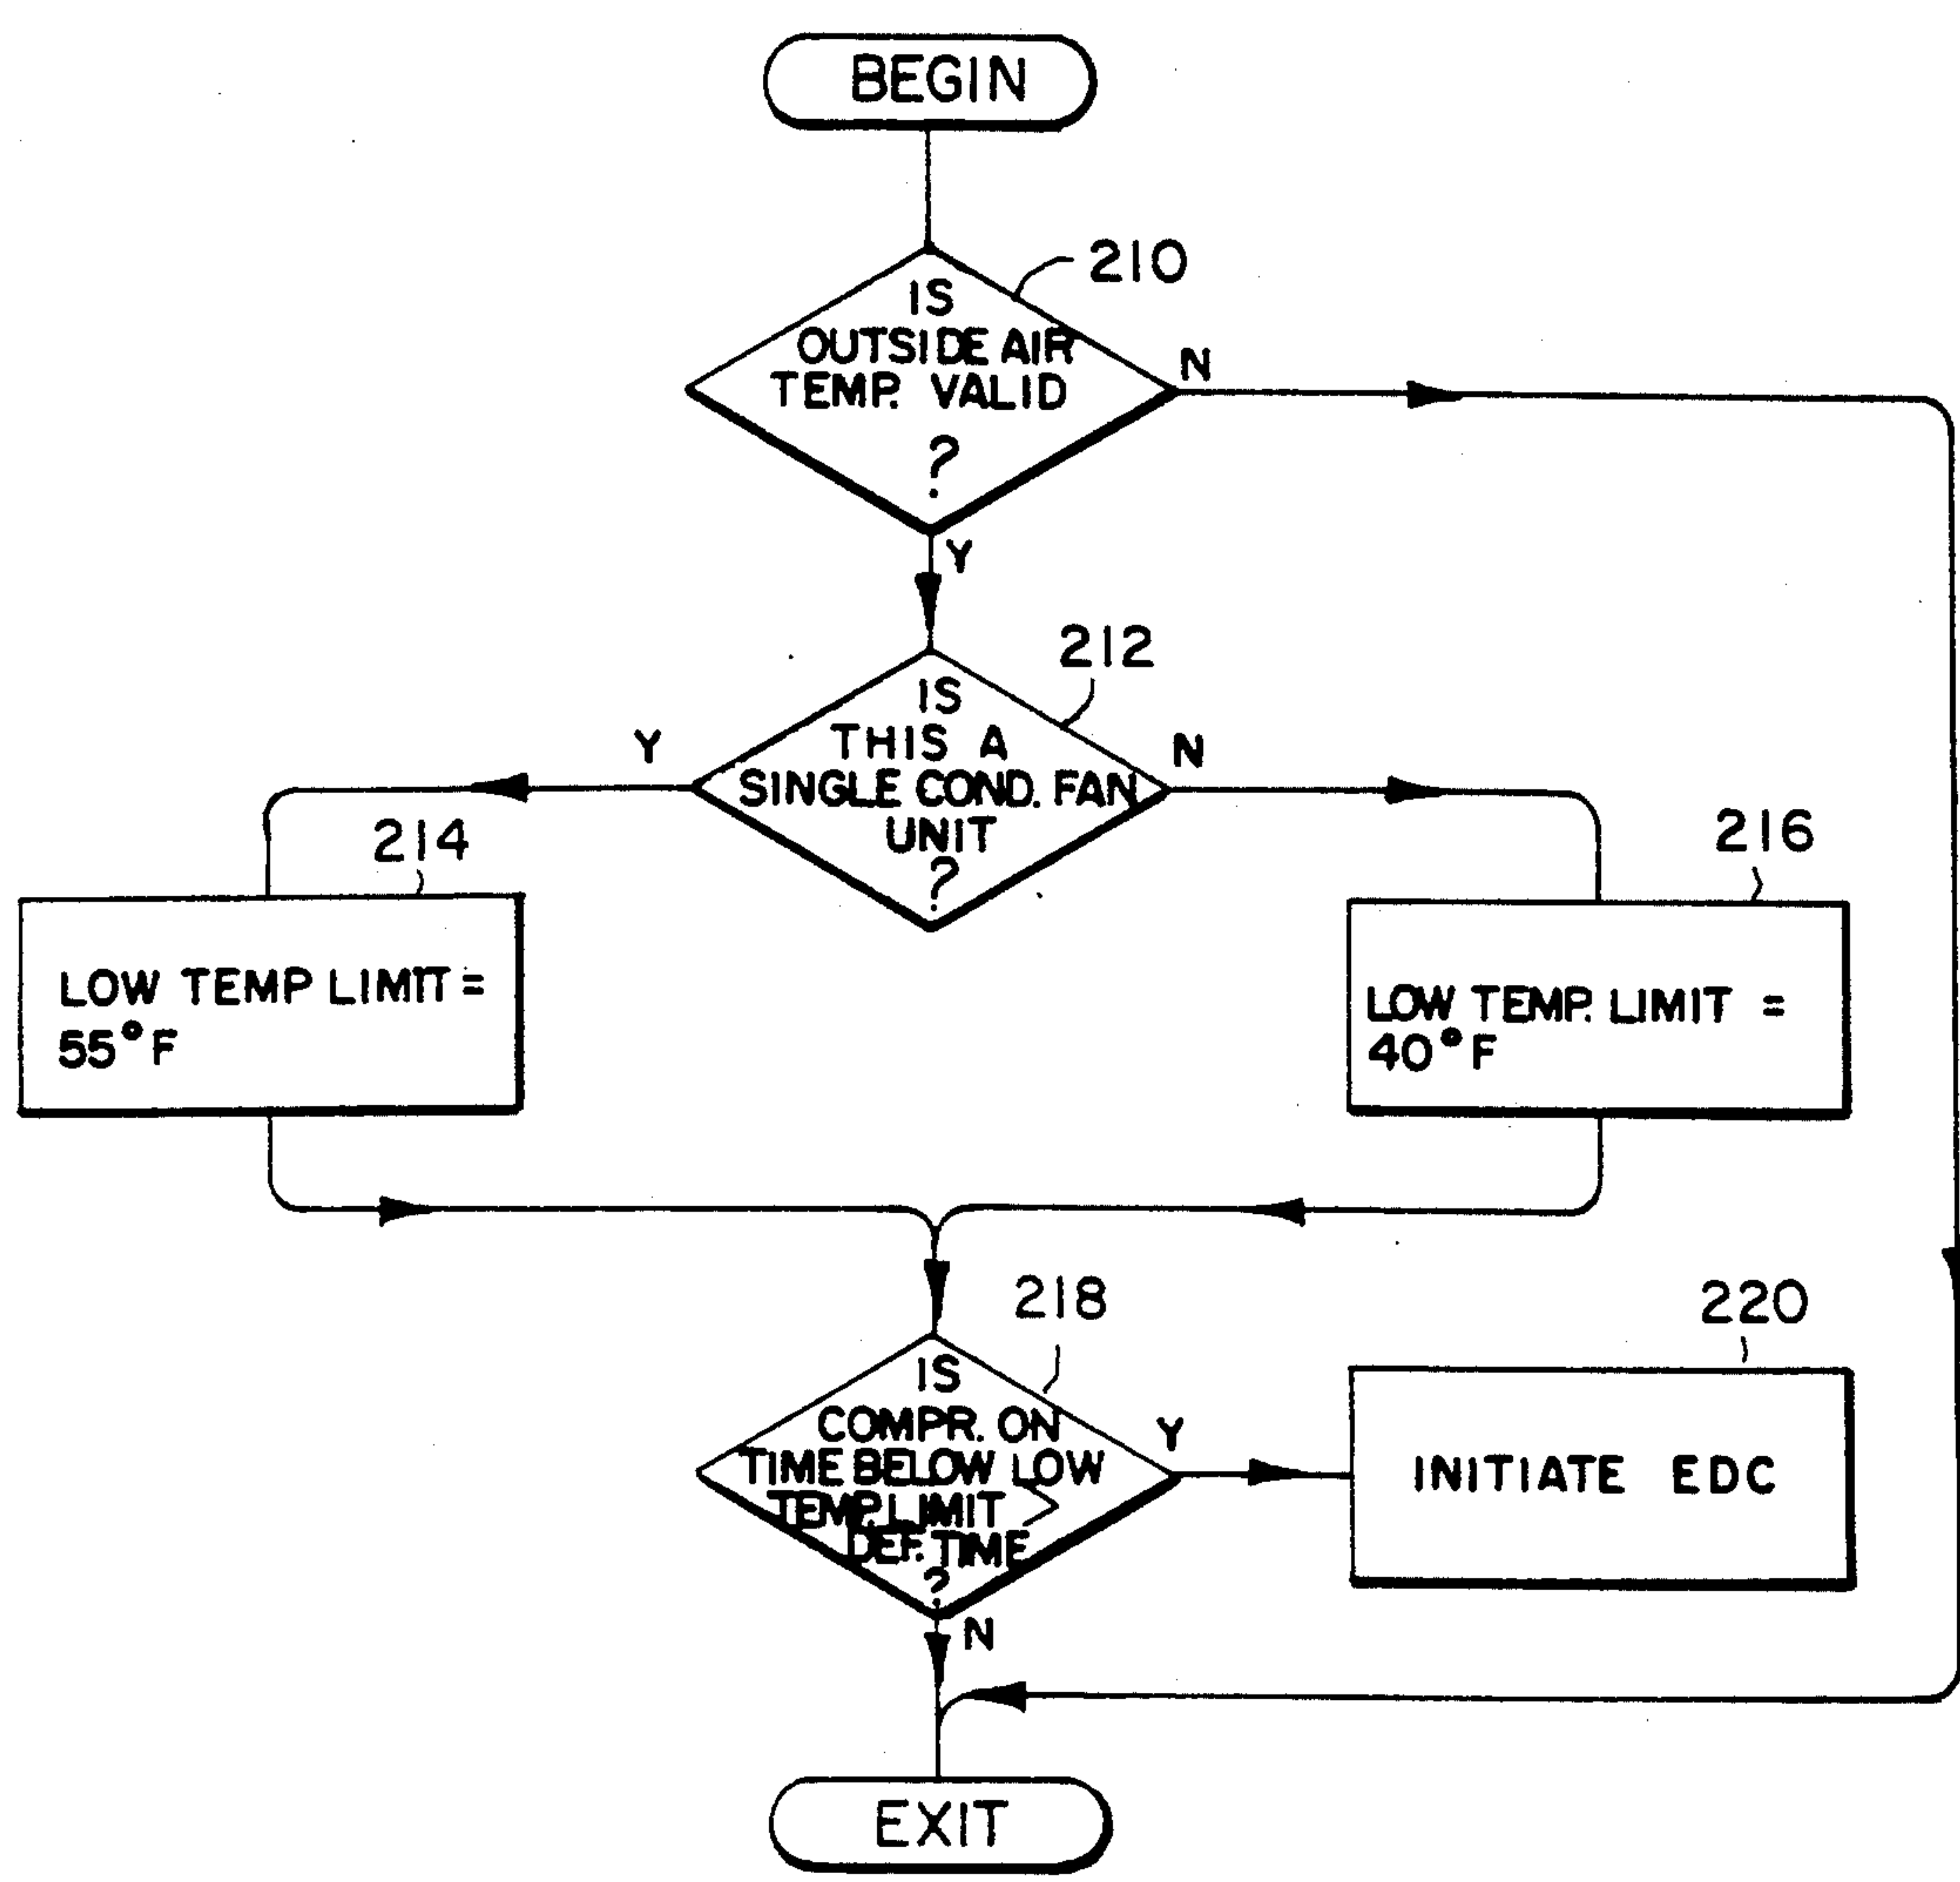 BEGIN
210
IS
OUTSIDE AIR
TEMP. VALID
?
N
Y
212
IS
THIS A
SINGLE COND. FAN
UNIT
?
Y
N
214
216
LOW TEMP LIMIT =
55°F
LOW TEMP. LIMIT =
40°F
218
220
IS
COMPR. ON
TIME BELOW LOW
TEMP. LIMIT >
DEF. TIME
?
Y
INITIATE EDC
N
EXIT